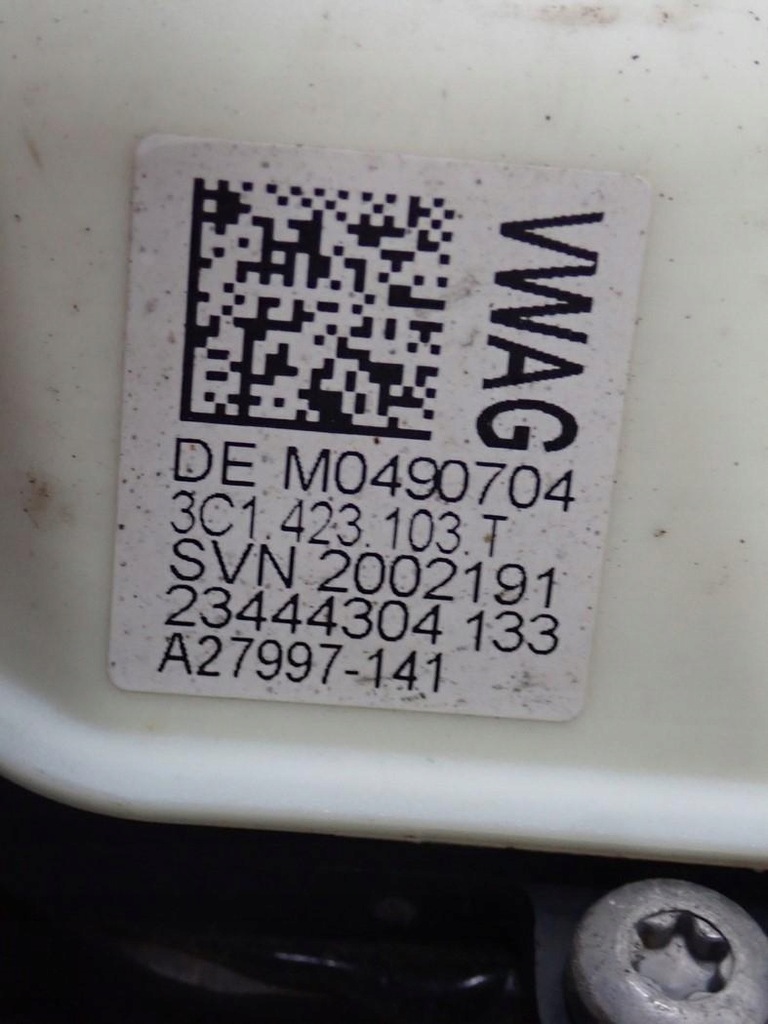 VWAG
DE M0490704
3C1.423.103.T
SVN 2002191
23444304 133
A27997-141